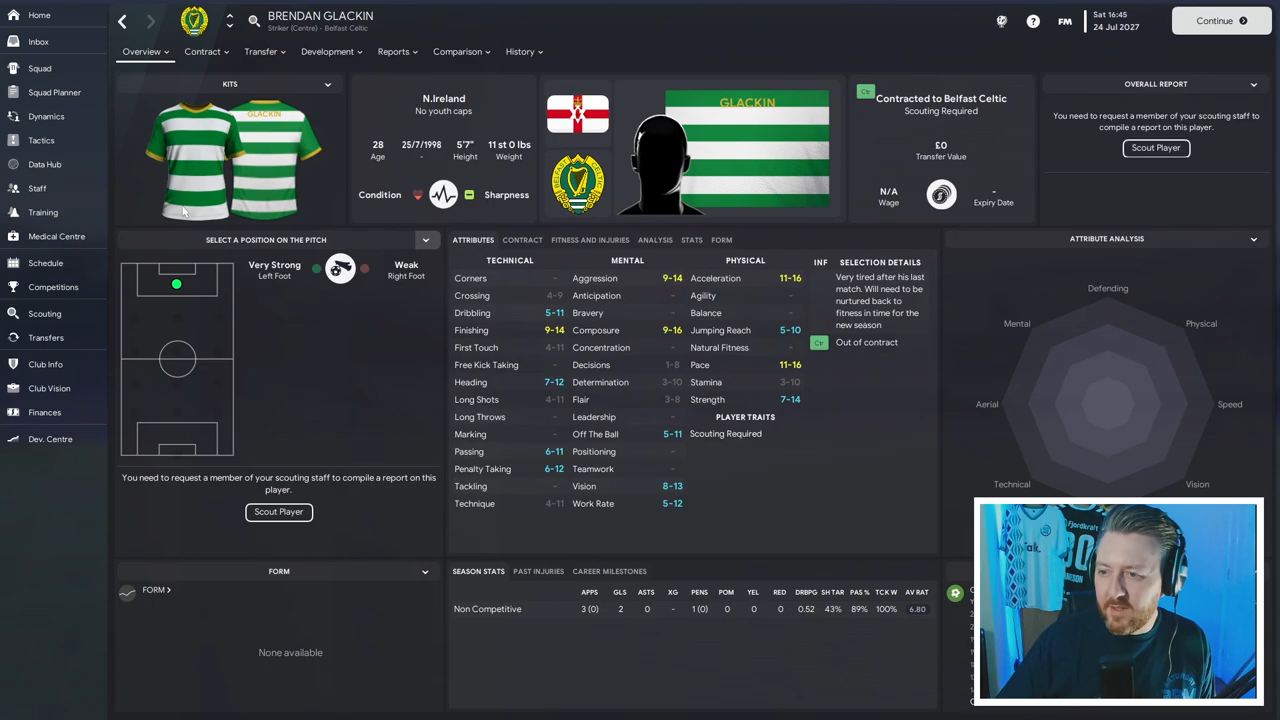 Home
Inbox
Squad
Squad Planner
Dynamics
Tactics
Data Hub
Staff
Training
Medical Centre
Schedule
Competitions
Scouting
Transfers
Club Info
Club Vision
Finances
Dev. Centre
BRENDAN GLACKIN
Striker (Centre) - Belfast Celtic
FM
Sat 16:45
24 Jul 2027
Continue
Overview
Contract
Transfer
Development
Reports
Comparison
History
KITS
GLACKIN
N.Ireland
No youth caps
28
25/7/1998
5'7"
11 st 0 lbs
Age
-
Height
Weight
Condition
Sharpness
GLACKIN
Ctr
Contracted to Belfast Celtic
Scouting Required
£0
Transfer Value
N/A
Wage
-
Expiry Date
OVERALL REPORT
You need to request a member of your scouting staff to
compile a report on this player.
Scout Player
SELECT A POSITION ON THE PITCH
Very Strong
Left Foot
Weak
Right Foot
You need to request a member of your scouting staff to compile a report on this
player.
Scout Player
ATTRIBUTES
CONTRACT
FITNESS AND INJURIES
ANALYSIS
STATS
FORM
TECHNICAL
Corners -
Crossing 4-9
Dribbling 5-11
Finishing 9-14
First Touch 4-11
Free Kick Taking -
Heading 7-12
Long Shots 4-11
Long Throws -
Marking -
Passing 6-11
Penalty Taking 6-12
Tackling -
Technique 4-11
MENTAL
Aggression 9-14
Anticipation -
Bravery -
Composure 9-16
Concentration -
Decisions 1-8
Determination 3-10
Flair 3-8
Leadership -
Off The Ball 5-11
Positioning -
Teamwork -
Vision 8-13
Work Rate 5-12
PHYSICAL
Acceleration 11-16
Agility -
Balance -
Jumping Reach 5-10
Natural Fitness -
Pace 11-16
Stamina 3-10
Strength 7-14
PLAYER TRAITS
Scouting Required
INF
SELECTION DETAILS
Very tired after his last
match. Will need to be
nurtured back to
fitness in time for the
new season
Ctr
Out of contract
ATTRIBUTE ANALYSIS
Defending
Mental
Physical
Aerial
Speed
Technical
Vision
FORM
FORM
None available
SEASON STATS
PAST INJURIES
CAREER MILESTONES
APPS GLS ASTS XG PENS POM YEL RED DRBPG SH TAR PAS % TCK W AV RAT
Non Competitive 3 (0) 2 0 - 1 (0) 0 0 0 0.52 43% 89% 100% 6.80
Fjordkraft